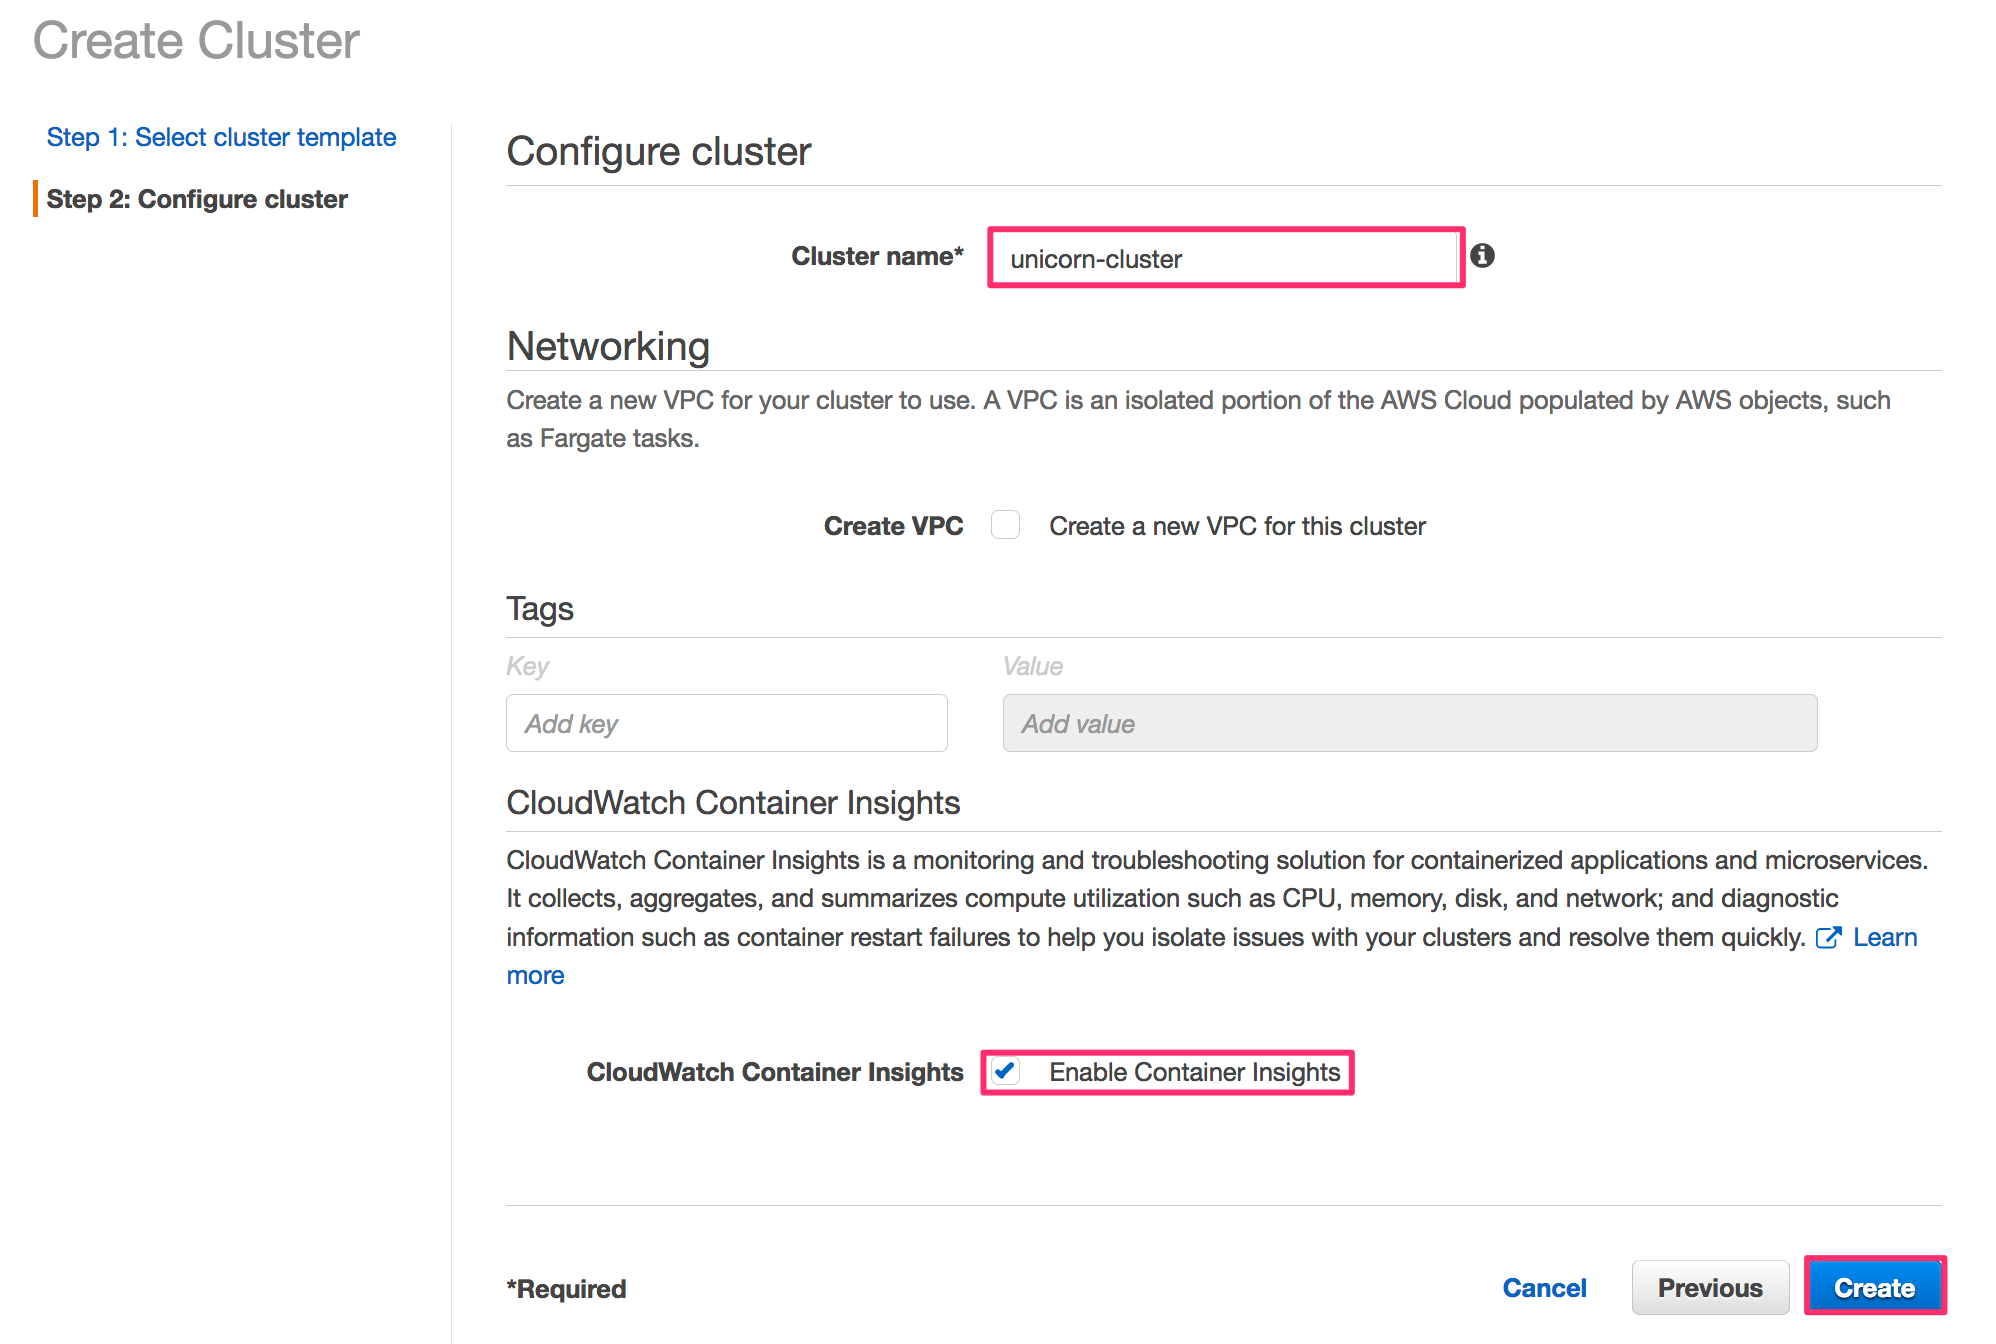 Create Cluster
Step 1: Select cluster template
Step 2: Configure cluster
Configure cluster
Cluster name* unicorn-cluster
Networking
Create a new VPC for your cluster to use. A VPC is an isolated portion of the AWS Cloud populated by AWS objects, such
as Fargate tasks.
Create VPC Create a new VPC for this cluster
Tags
Key Value
Add key Add value
CloudWatch Container Insights
CloudWatch Container Insights is a monitoring and troubleshooting solution for containerized applications and microservices.
It collects, aggregates, and summarizes compute utilization such as CPU, memory, disk, and network; and diagnostic
information such as container restart failures to help you isolate issues with your clusters and resolve them quickly. Learn
more
CloudWatch Container Insights Enable Container Insights
*Required Cancel Previous Create